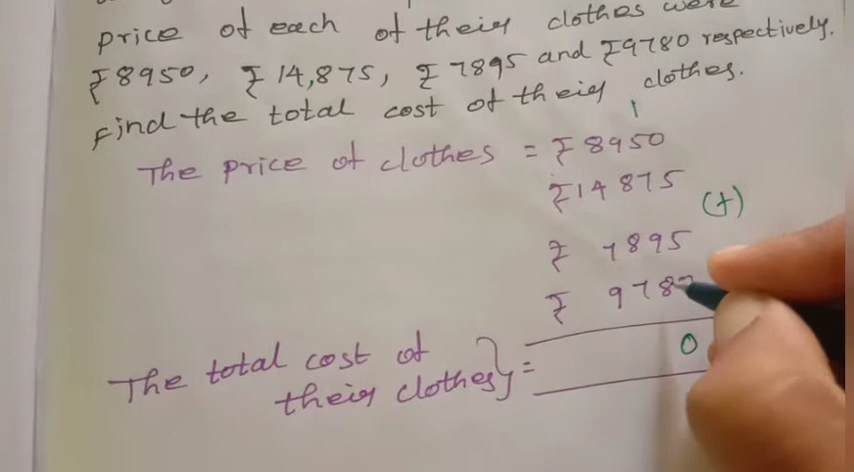 price of each of their clothes were
₹8950, ₹14,875, ₹7895 and ₹9780 respectively.
Find the total cost of their clothes.
1
The price of clothes = ₹8950
₹14875
(+)
₹ 7895
₹ 978
The total cost of
their clothes} = 0